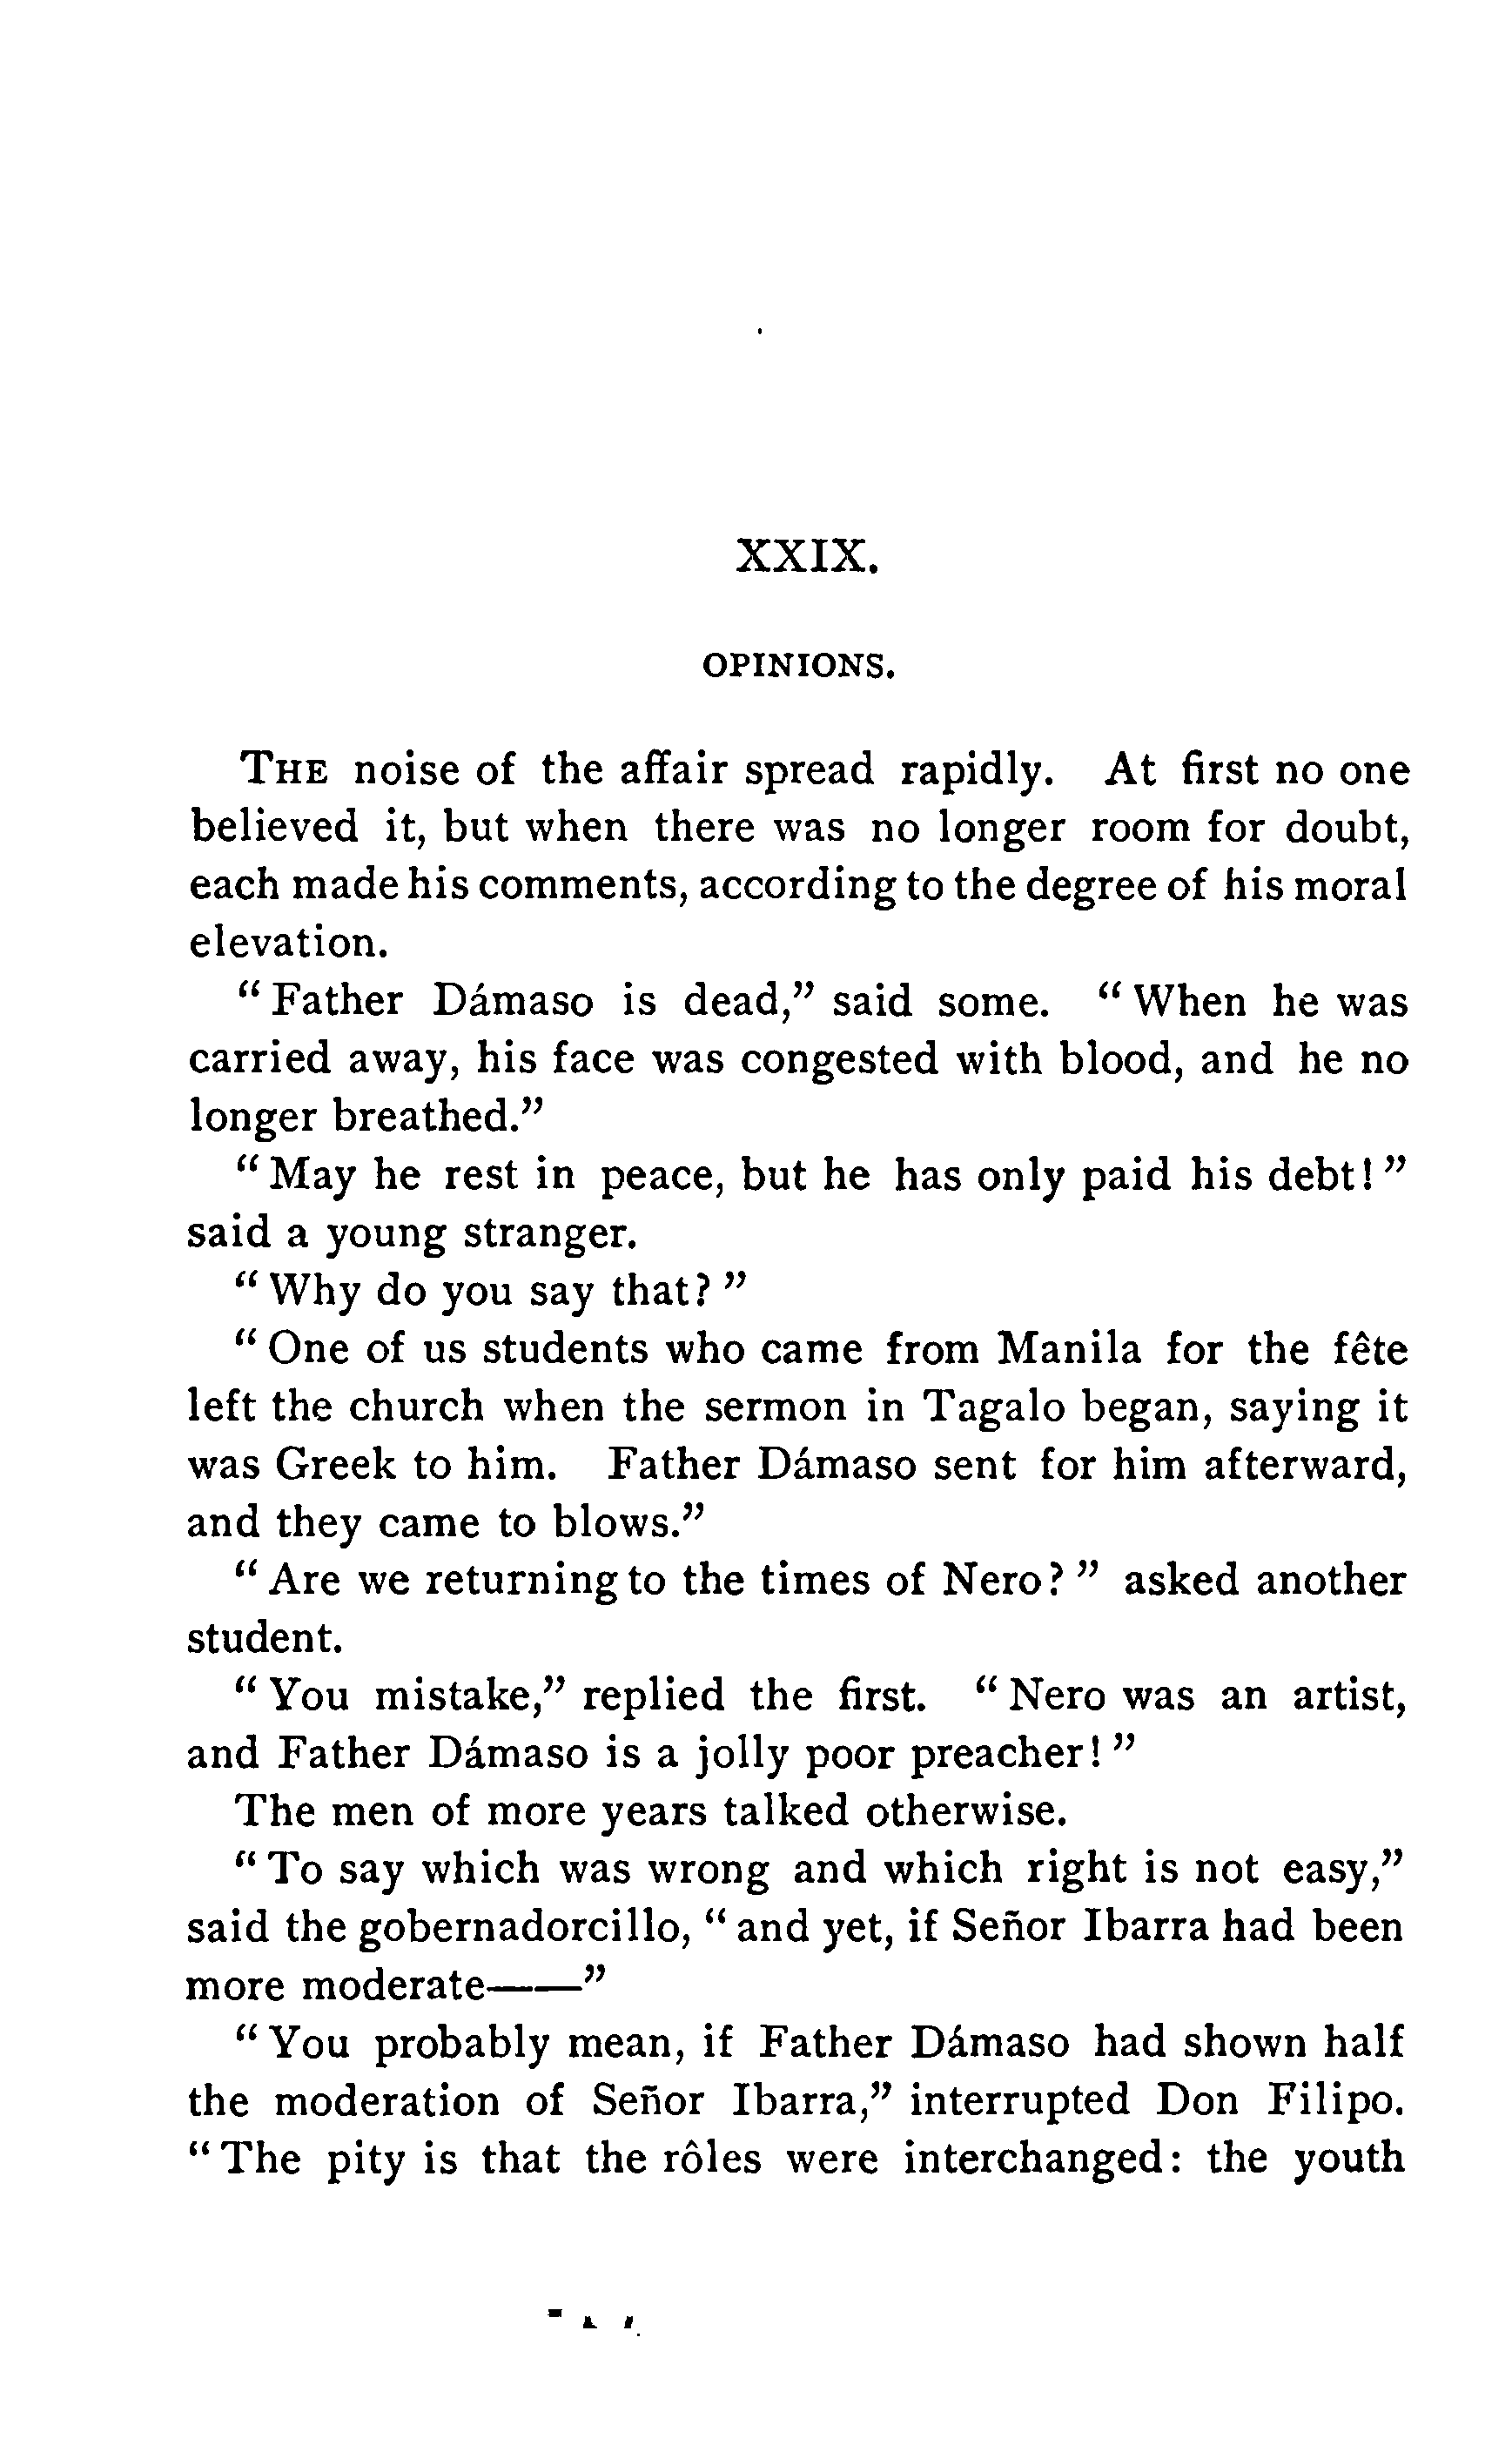 XXIX.
OPINIONS.
THE noise of the affair spread rapidly. At first no one
believed it, but when there was no longer room for doubt,
each made his comments, according to the degree of his moral
elevation.
"Father Dámaso is dead," said some. "When he was
carried away, his face was congested with blood, and he no
longer breathed."
"May he rest in peace, but he has only paid his debt!"
said a young stranger.
"Why do you say that?"
"One of us students who came from Manila for the fête
left the church when the sermon in Tagalo began, saying it
was Greek to him. Father Dámaso sent for him afterward,
and they came to blows."
"Are we returning to the times of Nero?" asked another
student.
"You mistake," replied the first. "Nero was an artist,
and Father Dámaso is a jolly poor preacher!"
The men of more years talked otherwise.
"To say which was wrong and which right is not easy,"
said the gobernadorcillo, "and yet, if Señor Ibarra had been
more moderate——"
"You probably mean, if Father Dámaso had shown half
the moderation of Señor Ibarra," interrupted Don Filipo.
"The pity is that the rôles were interchanged: the youth